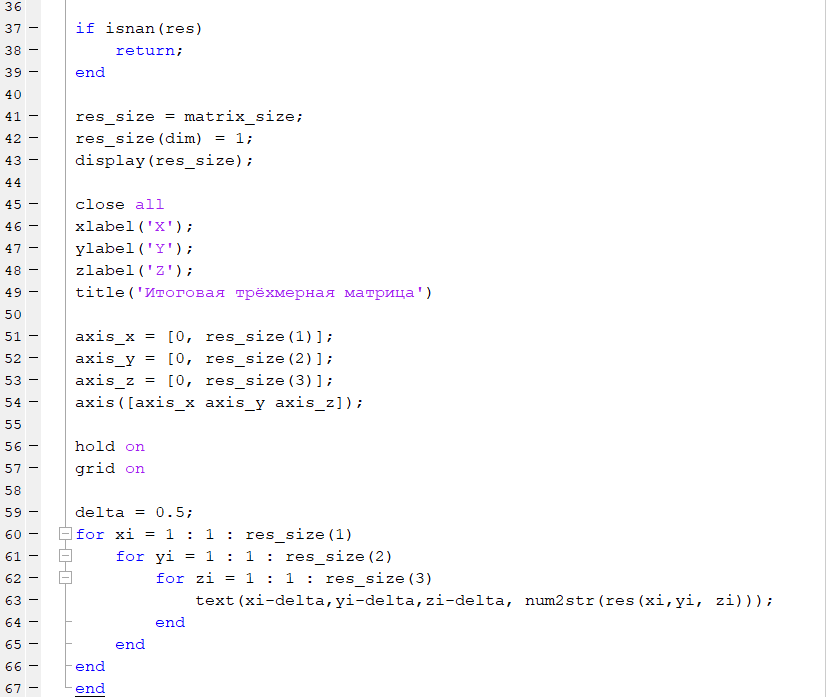 36
37 – if isnan(res)
38 –     return;
39 – end
40
41 – res_size = matrix_size;
42 – res_size(dim) = 1;
43 – display(res_size);
44
45 – close all
46 – xlabel('X');
47 – ylabel('Y');
48 – zlabel('Z');
49 – title('Итоговая трёхмерная матрица')
50
51 – axis_x = [0, res_size(1)];
52 – axis_y = [0, res_size(2)];
53 – axis_z = [0, res_size(3)];
54 – axis([axis_x axis_y axis_z]);
55
56 – hold on
57 – grid on
58
59 – delta = 0.5;
60 – for xi = 1 : 1 : res_size(1)
61 –     for yi = 1 : 1 : res_size(2)
62 –         for zi = 1 : 1 : res_size(3)
63 –             text(xi-delta,yi-delta,zi-delta, num2str(res(xi,yi, zi)));
64 –         end
65 –     end
66 – end
67 – end